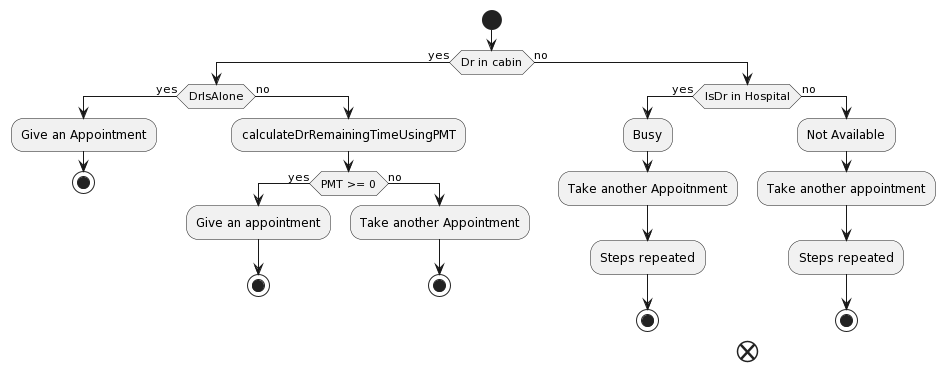 yes
Dr in cabin
no
yes
DrIsAlone
no
yes
IsDr in Hospital
no
Give an Appointment
calculateDrRemainingTimeUsingPMT
Busy
Not Available
yes
PMT >= 0
no
Take another Appoitnment
Take another appointment
Give an appointment
Take another Appointment
Steps repeated
Steps repeated